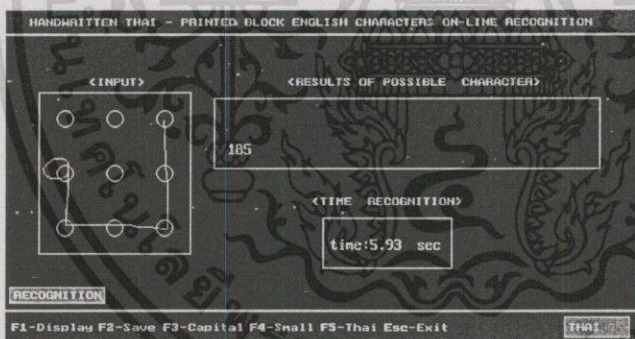 HANDWRITTEN THAI - PRINTED BLOCK ENGLISH CHARACTERS ON-LINE RECOGNITION
<INPUT>
<RESULTS OF POSSIBLE CHARACTER>
185
<TIME RECOGNITION>
time:5.93 sec
RECOGNITION
F1-Display F2-Save F3-Capital F4-Small F5-Thai Esc-Exit
THAI